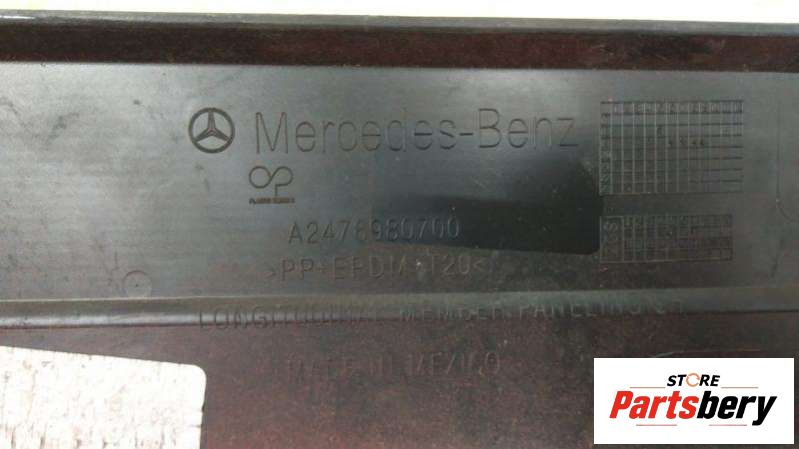 Mercedes-Benz
A2476980700
>PP+EPDM-T20<
LONGITUDINAL MEMBER PANELING
MADE IN MEXICO
STORE
Partsbery